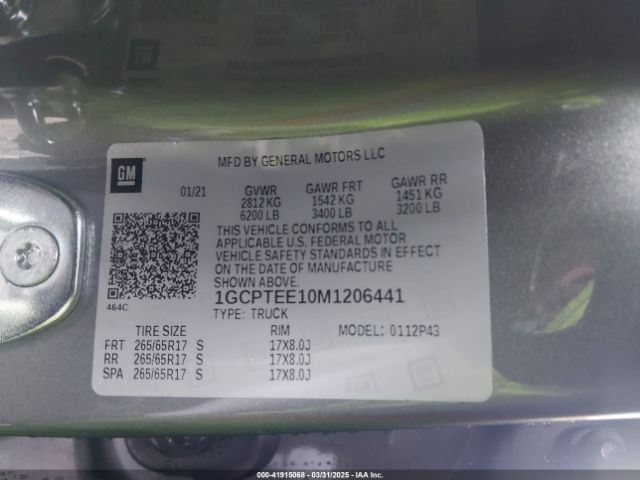 GM
MFD BY GENERAL MOTORS LLC
01/21
GVWR GAWR FRT GAWR RR
2812 KG 1542 KG 1451 KG
6200 LB 3400 LB 3200 LB
THIS VEHICLE CONFORMS TO ALL
APPLICABLE U.S. FEDERAL MOTOR
VEHICLE SAFETY STANDARDS IN EFFECT
ON THE DATE OF MANUFACTURE
SHOWN ABOVE.
464C
1GCPTEE10M1206441
TYPE: TRUCK
TIRE SIZE RIM MODEL: 0112P43
FRT 265/65R17 S 17X8.0J
RR 265/65R17 S 17X8.0J
SPA 265/65R17 S 17X8.0J
000-41915068 - 03/31/2025 - IAAI.com